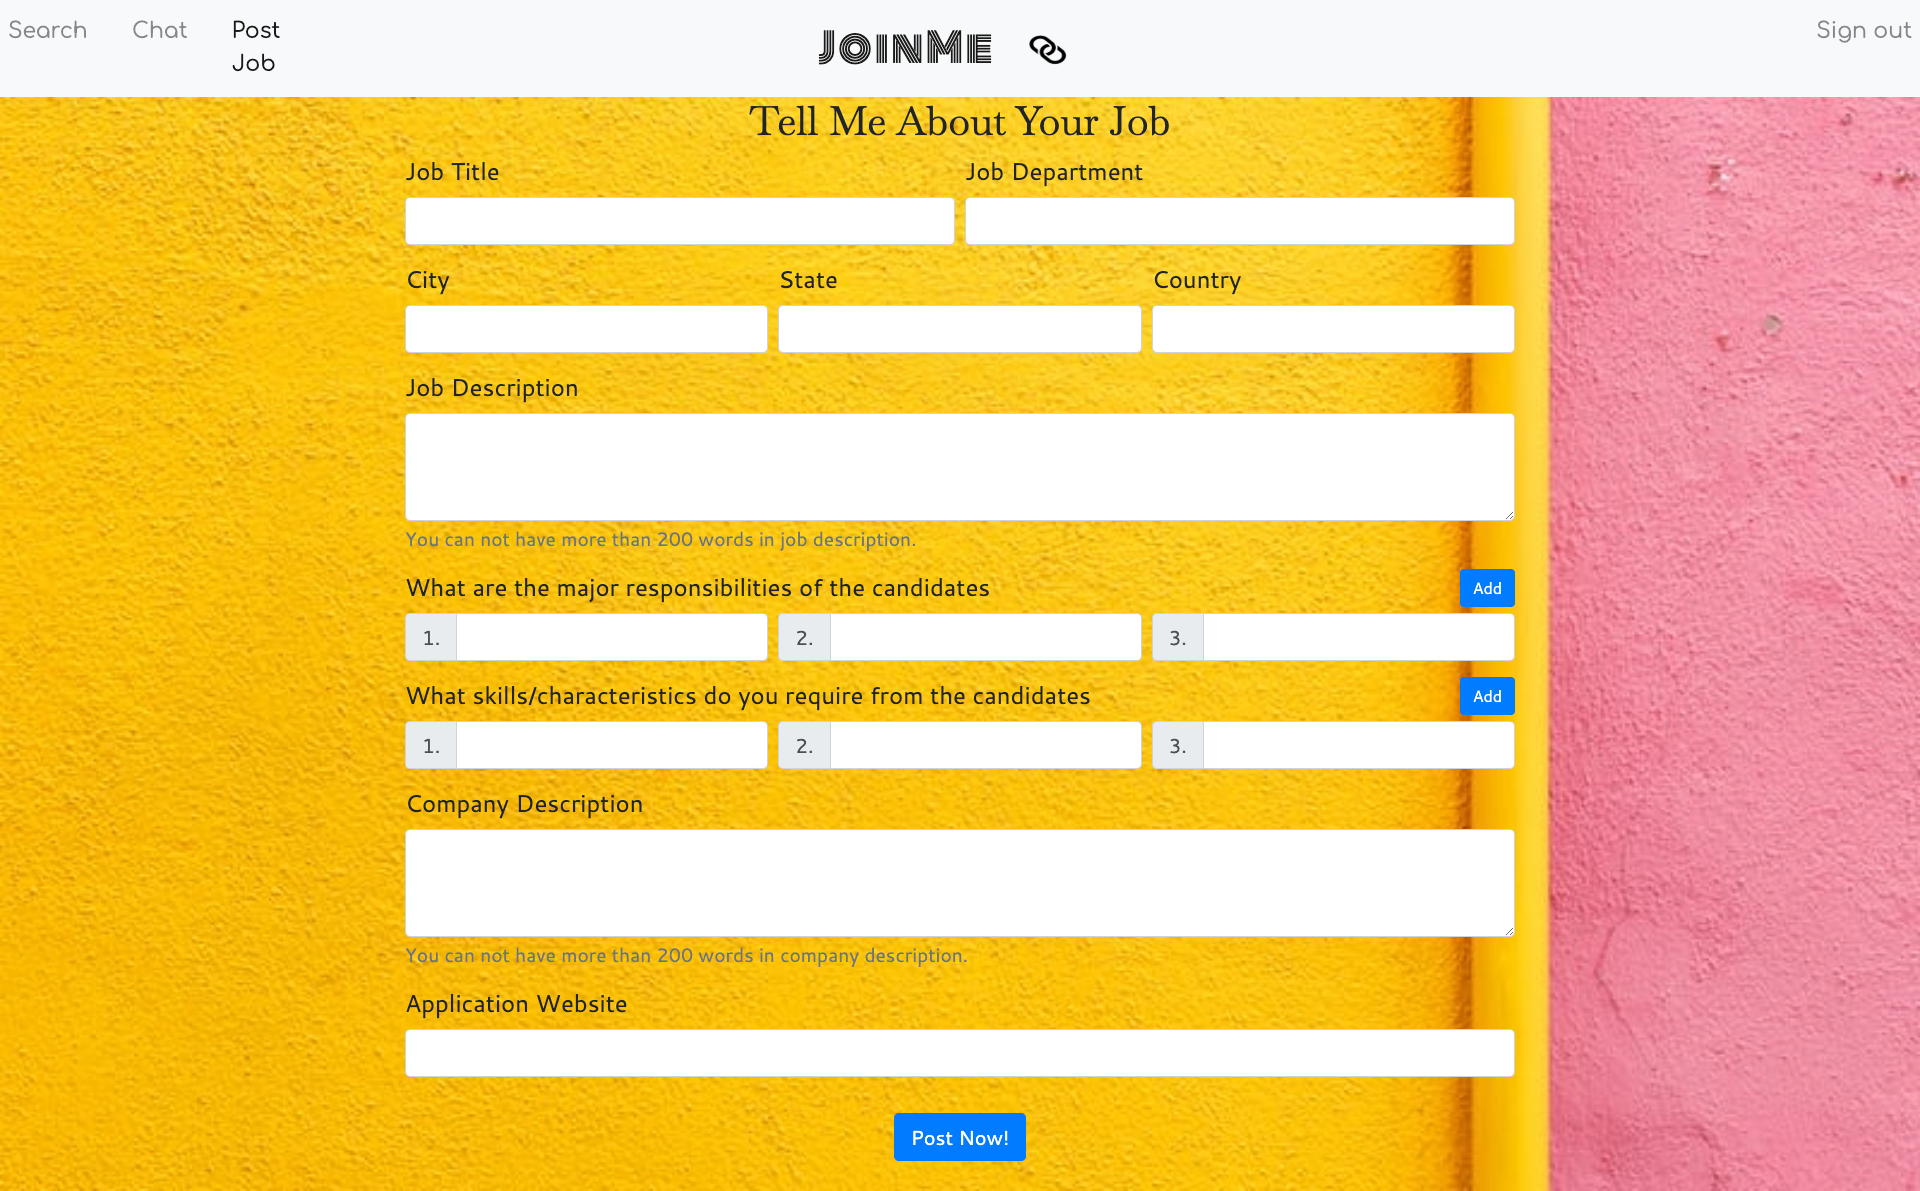 Search
Chat
Post
Job
JOINME
Sign out
Tell Me About Your Job
Job Title
Job Department
City
State
Country
Job Description
You can not have more than 200 words in job description.
What are the major responsibilities of the candidates
Add
1.
2.
3.
What skills/characteristics do you require from the candidates
Add
1.
2.
3.
Company Description
You can not have more than 200 words in company description.
Application Website
Post Now!